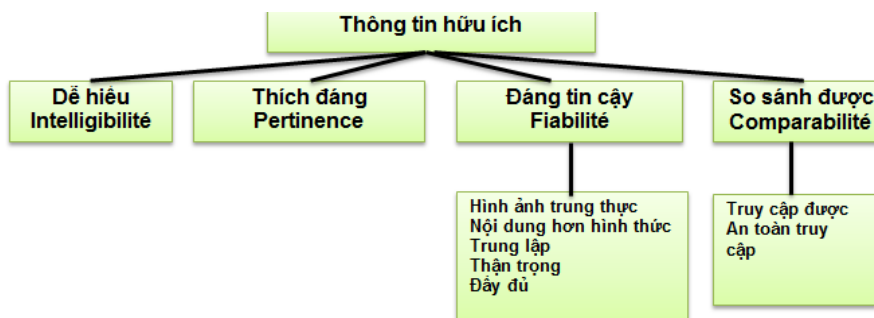 Thông tin hữu ích
Dễ hiểu
Intelligibilité
Thích đáng
Pertinence
Đáng tin cậy
Fiabilité
So sánh được
Comparabilité
Hình ảnh trung thực
Nội dung hơn hình thức
Trung lập
Thận trọng
Đầy đủ
Truy cập được
An toàn truy
cập